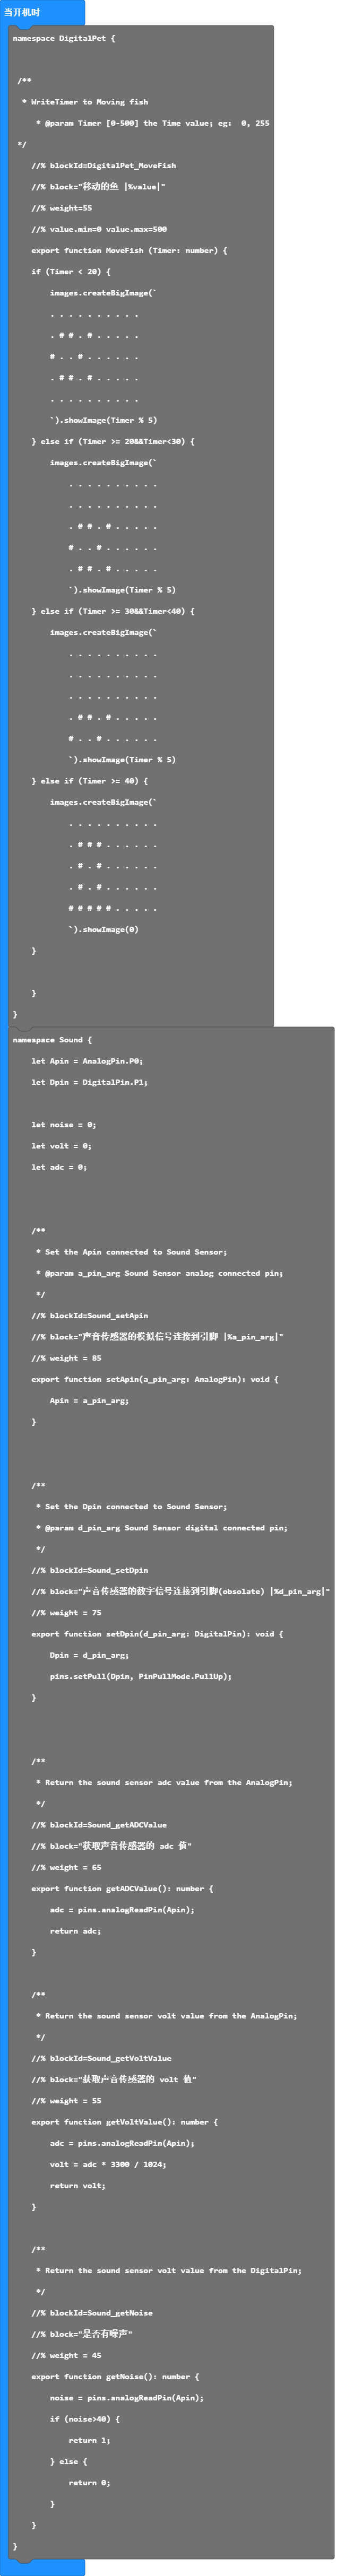 当开机时
namespace DigitalPet {
/**
* WriteTimer to Moving fish
* @param Timer [0-500] the Time value; eg:  0, 255
*/
//% blockId=DigitalPet_MoveFish
//% block="移动的鱼 |%value|"
//% weight=55
//% value.min=0 value.max=500
export function MoveFish (Timer: number) {
if (Timer < 20) {
images.createBigImage(`
. . . . . . . . . .
. # # . # . . . . .
# . . # . . . . . .
. # # . # . . . . .
. . . . . . . . . .
`).showImage(Timer % 5)
} else if (Timer >= 20&&Timer<30) {
images.createBigImage(`
. . . . . . . . . .
. . . . . . . . . .
. # # . # . . . . .
# . . # . . . . . .
. # # . # . . . . .
`).showImage(Timer % 5)
} else if (Timer >= 30&&Timer<40) {
images.createBigImage(`
. . . . . . . . . .
. . . . . . . . . .
. . . . . . . . . .
. # # . # . . . . .
# . . # . . . . . .
`).showImage(Timer % 5)
} else if (Timer >= 40) {
images.createBigImage(`
. . . . . . . . . .
. # # # . . . . . .
. # . # . . . . . .
. # . # . . . . . .
# # # # # . . . . .
`).showImage(0)
}
}
}
namespace Sound {
let Apin = AnalogPin.P0;
let Dpin = DigitalPin.P1;
let noise = 0;
let volt = 0;
let adc = 0;
/**
* Set the Apin connected to Sound Sensor;
* @param a_pin_arg Sound Sensor analog connected pin;
*/
//% blockId=Sound_setApin
//% block="声音传感器的模拟信号连接到引脚 |%a_pin_arg|"
//% weight = 85
export function setApin(a_pin_arg: AnalogPin): void {
Apin = a_pin_arg;
}
/**
* Set the Dpin connected to Sound Sensor;
* @param d_pin_arg Sound Sensor digital connected pin;
*/
//% blockId=Sound_setDpin
//% block="声音传感器的数字信号连接到引脚(obsolate) |%d_pin_arg|"
//% weight = 75
export function setDpin(d_pin_arg: DigitalPin): void {
Dpin = d_pin_arg;
pins.setPull(Dpin, PinPullMode.PullUp);
}
/**
* Return the sound sensor adc value from the AnalogPin;
*/
//% blockId=Sound_getADCValue
//% block="获取声音传感器的 adc 值"
//% weight = 65
export function getADCValue(): number {
adc = pins.analogReadPin(Apin);
return adc;
}
/**
* Return the sound sensor volt value from the AnalogPin;
*/
//% blockId=Sound_getVoltValue
//% block="获取声音传感器的 volt 值"
//% weight = 55
export function getVoltValue(): number {
adc = pins.analogReadPin(Apin);
volt = adc * 3300 / 1024;
return volt;
}
/**
* Return the sound sensor volt value from the DigitalPin;
*/
//% blockId=Sound_getNoise
//% block="是否有噪声"
//% weight = 45
export function getNoise(): number {
noise = pins.analogReadPin(Apin);
if (noise>40) {
return 1;
} else {
return 0;
}
}
}